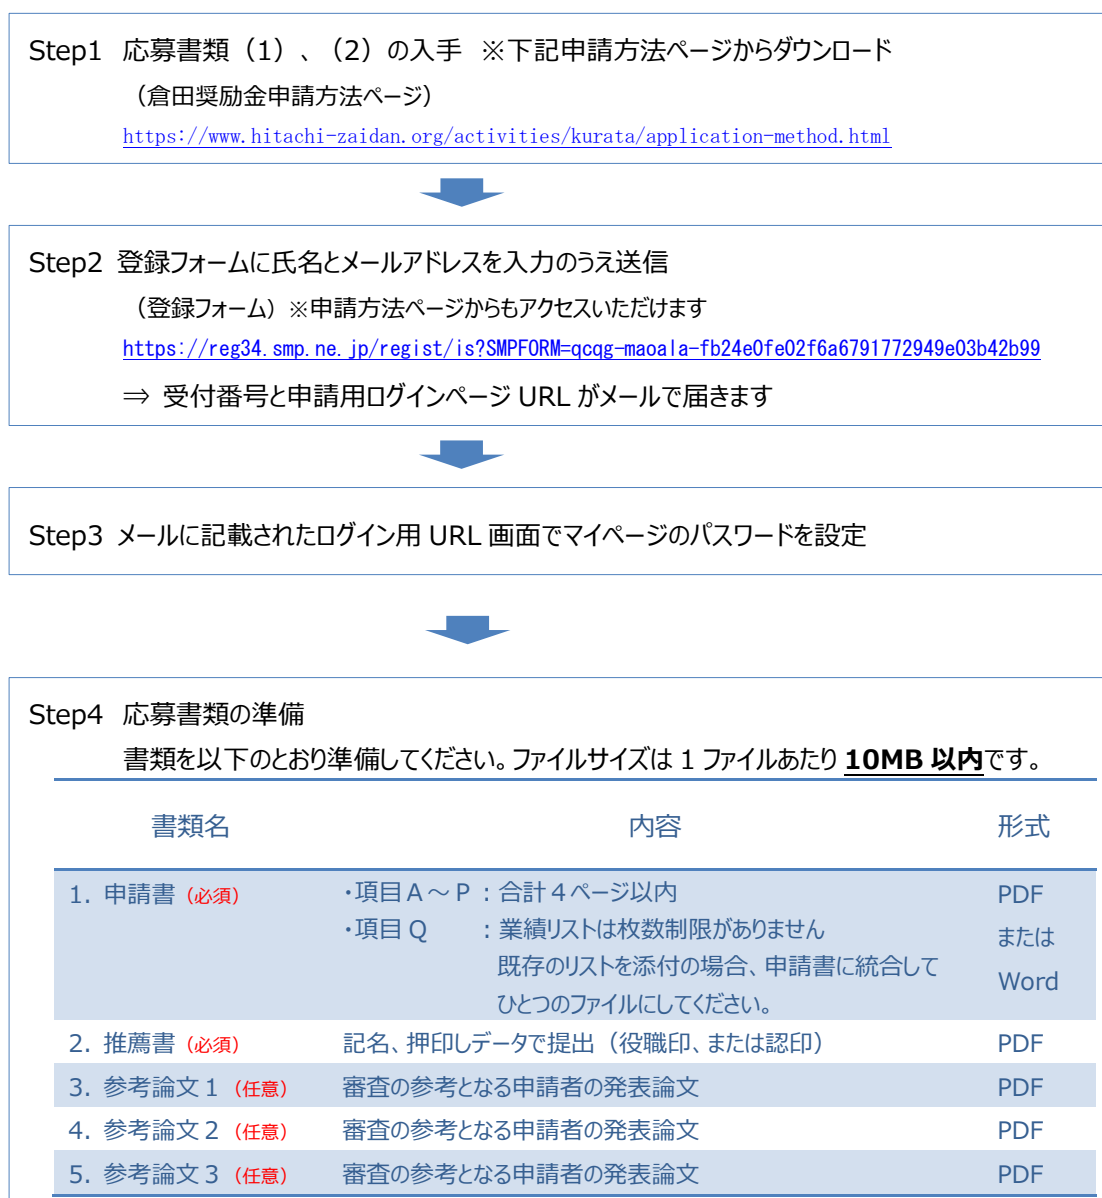 Step1 応募書類（1）、（2）の入手 ※下記申請方法ページからダウンロード
（倉田奨励金申請方法ページ）
https://www.hitachi-zaidan.org/activities/kurata/application-method.html
Step2 登録フォームに氏名とメールアドレスを入力のうえ送信
（登録フォーム）※申請方法ページからもアクセスいただけます
https://reg34.smp.ne.jp/regist/is?SMPFORM=qcqg-maoala-fb24e0fe02f6a6791772949e03b42b99
⇒ 受付番号と申請用ログインページ URL がメールで届きます
Step3 メールに記載されたログイン用 URL 画面でマイページのパスワードを設定
Step4 応募書類の準備
書類を以下のとおり準備してください。ファイルサイズは 1 ファイルあたり 10MB 以内です。
書類名 内容 形式
1. 申請書（必須） ・項目A～P：合計4ページ以内 PDF
・項目Q ：業績リストは枚数制限がありません または
既存のリストを添付の場合、申請書に統合して Word
ひとつのファイルにしてください。
2. 推薦書（必須） 記名、押印しデータで提出（役職印、または認印） PDF
3. 参考論文1（任意） 審査の参考となる申請者の発表論文 PDF
4. 参考論文2（任意） 審査の参考となる申請者の発表論文 PDF
5. 参考論文3（任意） 審査の参考となる申請者の発表論文 PDF